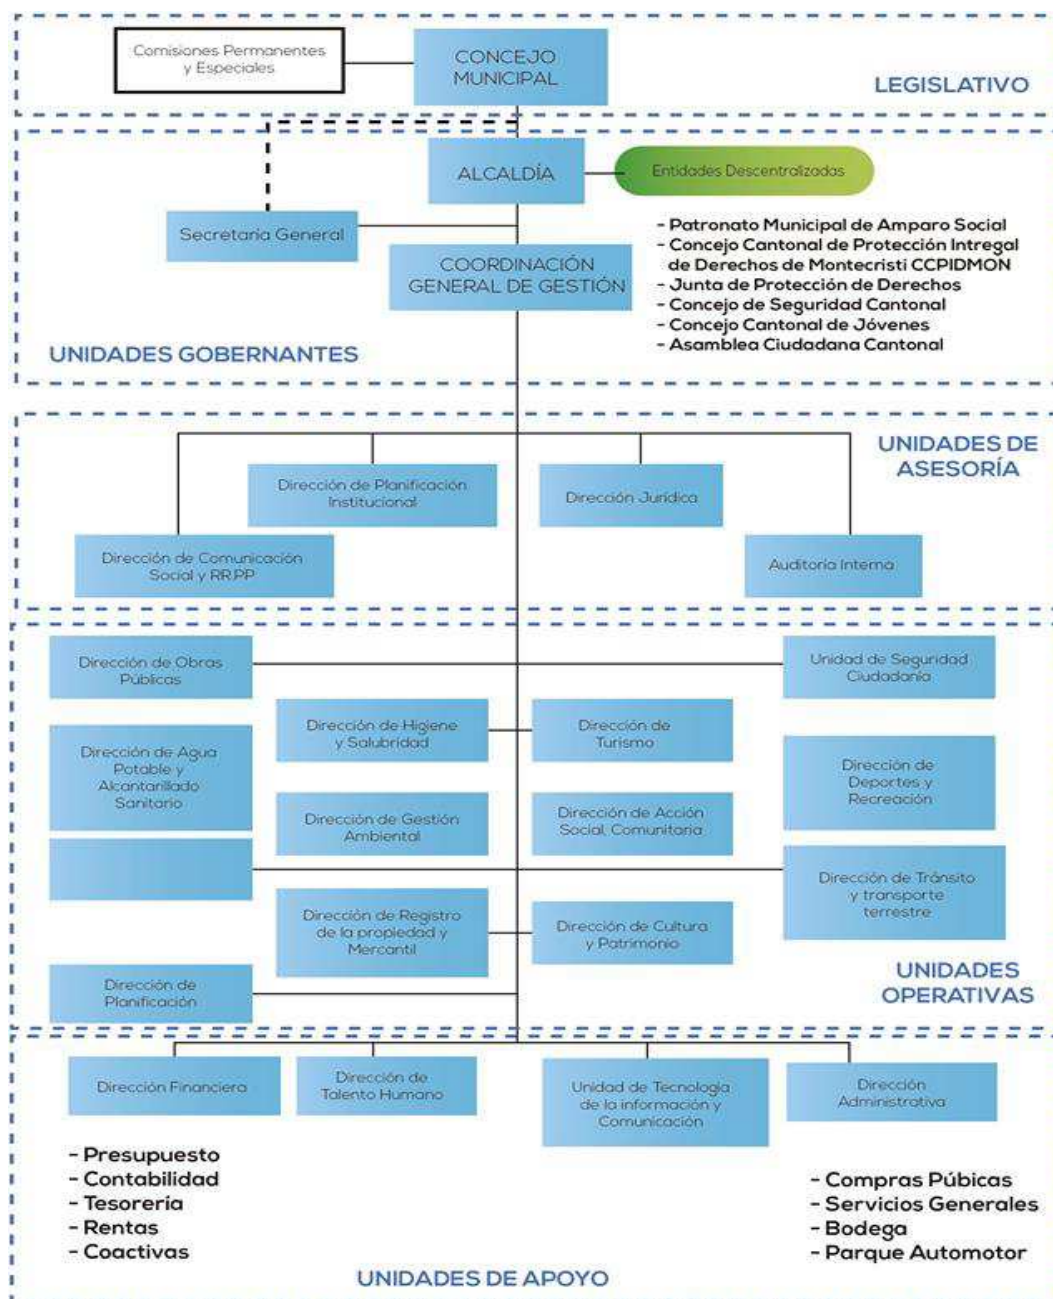 Comisiones Permanentes
y Especiales
CONCEJO
MUNICIPAL
LEGISLATIVO
ALCALDÍA
Entidades Descentralizadas
Secretaría General
COORDINACIÓN
GENERAL DE GESTIÓN
- Patronato Municipal de Amparo Social
- Concejo Cantonal de Protección Intregal
de Derechos de Montecristi CCPIDMON
- Junta de Protección de Derechos
- Concejo de Seguridad Cantonal
- Concejo Cantonal de Jóvenes
- Asamblea Ciudadana Cantonal
UNIDADES GOBERNANTES
UNIDADES DE
ASESORÍA
Dirección de Planificación
Institucional
Dirección Jurídica
Dirección de Comunicación
Social y RR.PP
Auditoría Interna
Dirección de Obras
Públicas
Unidad de Seguridad
Ciudadanía
Dirección de Higiene
y Salubridad
Dirección de
Turismo
Dirección de Agua
Potable y
Alcantarillado
Sanitario
Dirección de
Deportes y
Recreación
Dirección de Gestión
Ambiental
Dirección de Acción
Social, Comunitaria
Dirección de Tránsito
y transporte
terrestre
Dirección de Registro
de la propiedad y
Mercantil
Dirección de Cultura
y Patrimonio
Dirección de
Planificación
UNIDADES
OPERATIVAS
Dirección Financiera
Dirección de
Talento Humano
Unidad de Tecnología
de la información y
Comunicación
Dirección
Administrativa
- Presupuesto
- Contabilidad
- Tesorería
- Rentas
- Coactivas
- Compras Púbicas
- Servicios Generales
- Bodega
- Parque Automotor
UNIDADES DE APOYO